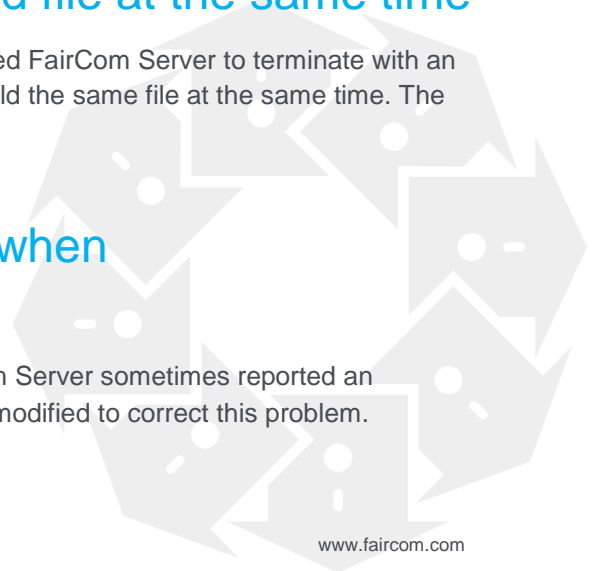 file at the same time
ed FairCom Server to terminate with an
ld the same file at the same time. The
when
Server sometimes reported an
modified to correct this problem.
www.faircom.com